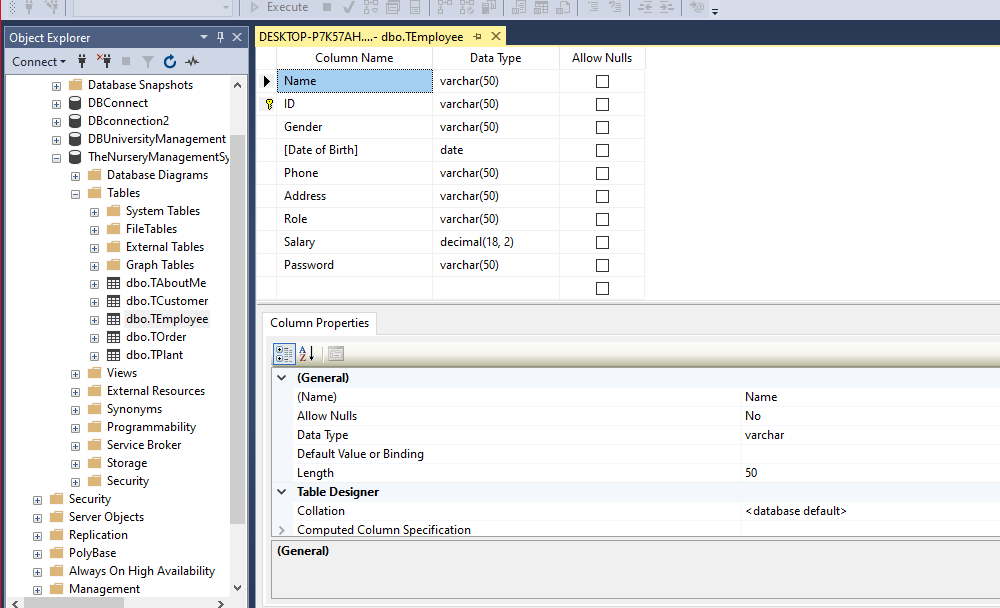 Execute
Object Explorer
Connect
Database Snapshots
DBConnect
DBconnection2
DBUniversityManagement
TheNurseryManagementSy
Database Diagrams
Tables
System Tables
FileTables
External Tables
Graph Tables
dbo.TAboutMe
dbo.TCustomer
dbo.TEmployee
dbo.TOrder
dbo.TPlant
Views
External Resources
Synonyms
Programmability
Service Broker
Storage
Security
Security
Server Objects
Replication
PolyBase
Always On High Availability
Management
DESKTOP-P7K57AH....- dbo.TEmployee
Column Name Data Type Allow Nulls
Name varchar(50)
ID varchar(50)
Gender varchar(50)
[Date of Birth] date
Phone varchar(50)
Address varchar(50)
Role varchar(50)
Salary decimal(18, 2)
Password varchar(50)
Column Properties
(General)
(Name) Name
Allow Nulls No
Data Type varchar
Default Value or Binding
Length 50
Table Designer
Collation <database default>
Computed Column Specification
(General)